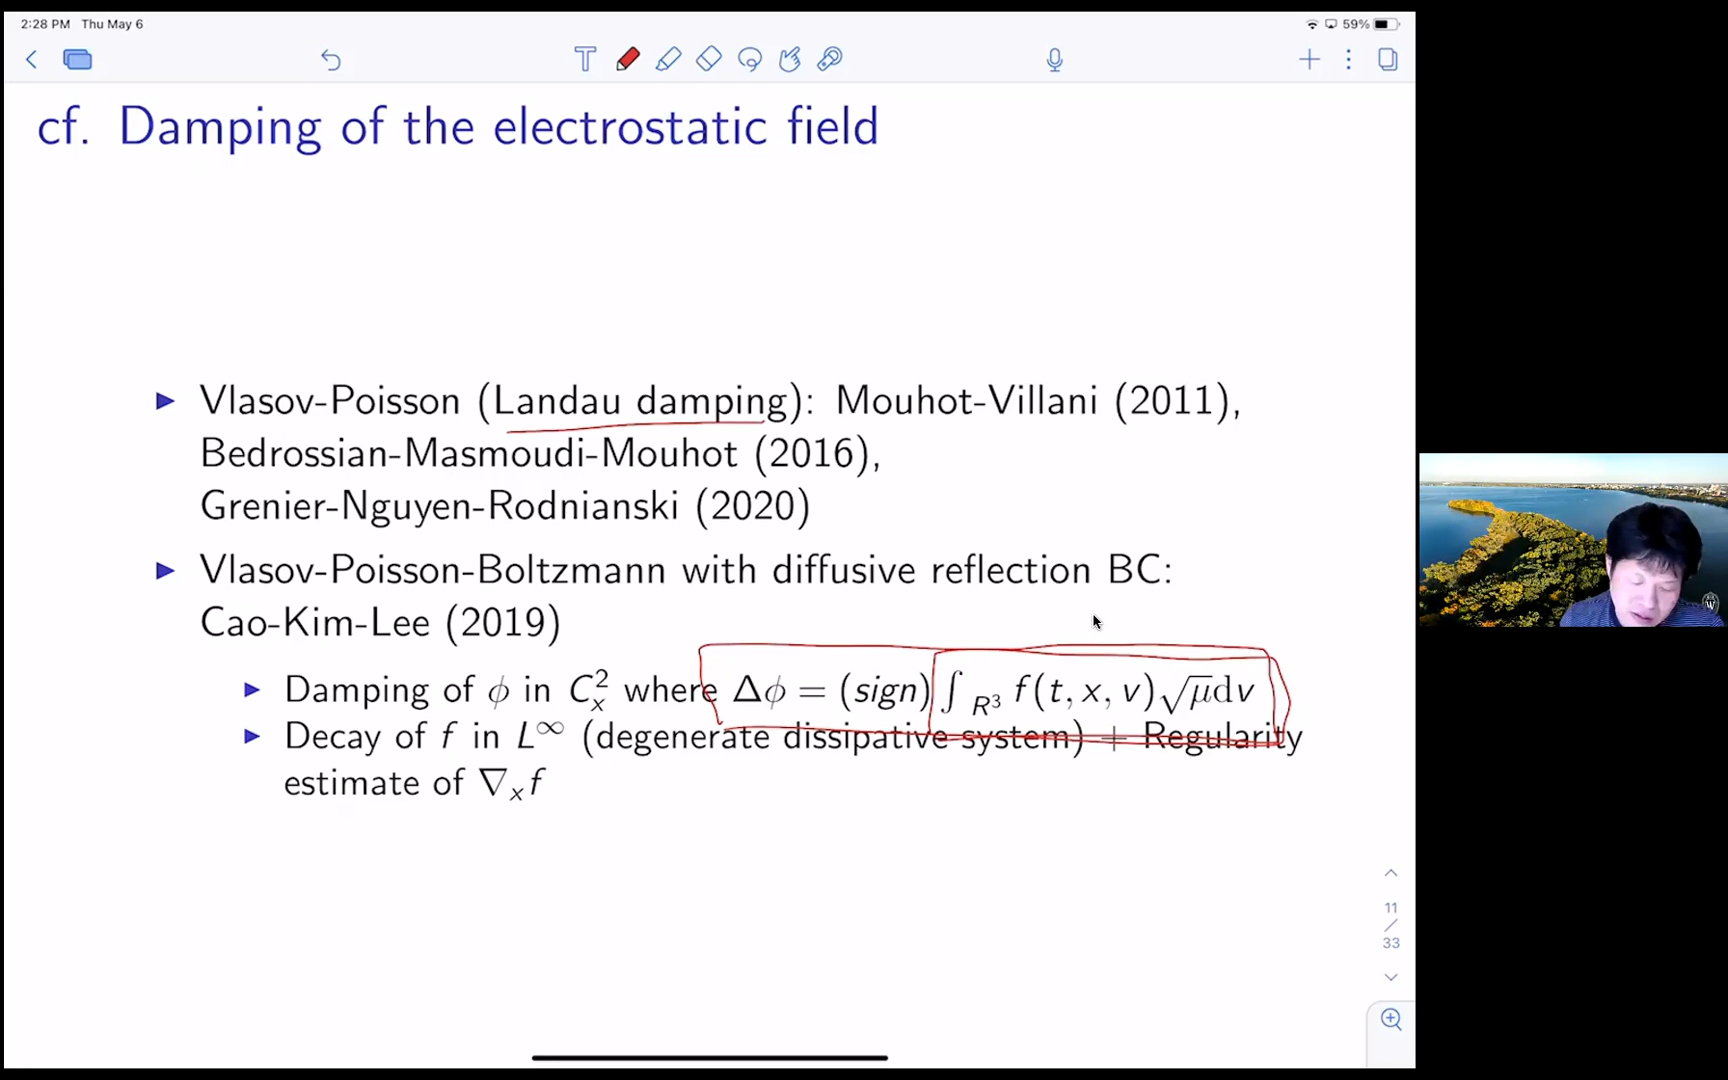 2:28 PM Thu May 6
59%
cf. Damping of the electrostatic field
▶ Vlasov-Poisson (Landau damping): Mouhot-Villani (2011),
Bedrossian-Masmoudi-Mouhot (2016),
Grenier-Nguyen-Rodnianski (2020)
▶ Vlasov-Poisson-Boltzmann with diffusive reflection BC:
Cao-Kim-Lee (2019)
▶ Damping of ϕ in C_x^2 where Δϕ = (sign) ∫_{R^3} f(t, x, v)√μdv
▶ Decay of f in L^∞ (degenerate dissipative system) + Regularity
estimate of ∇_x f
11
/
33
W